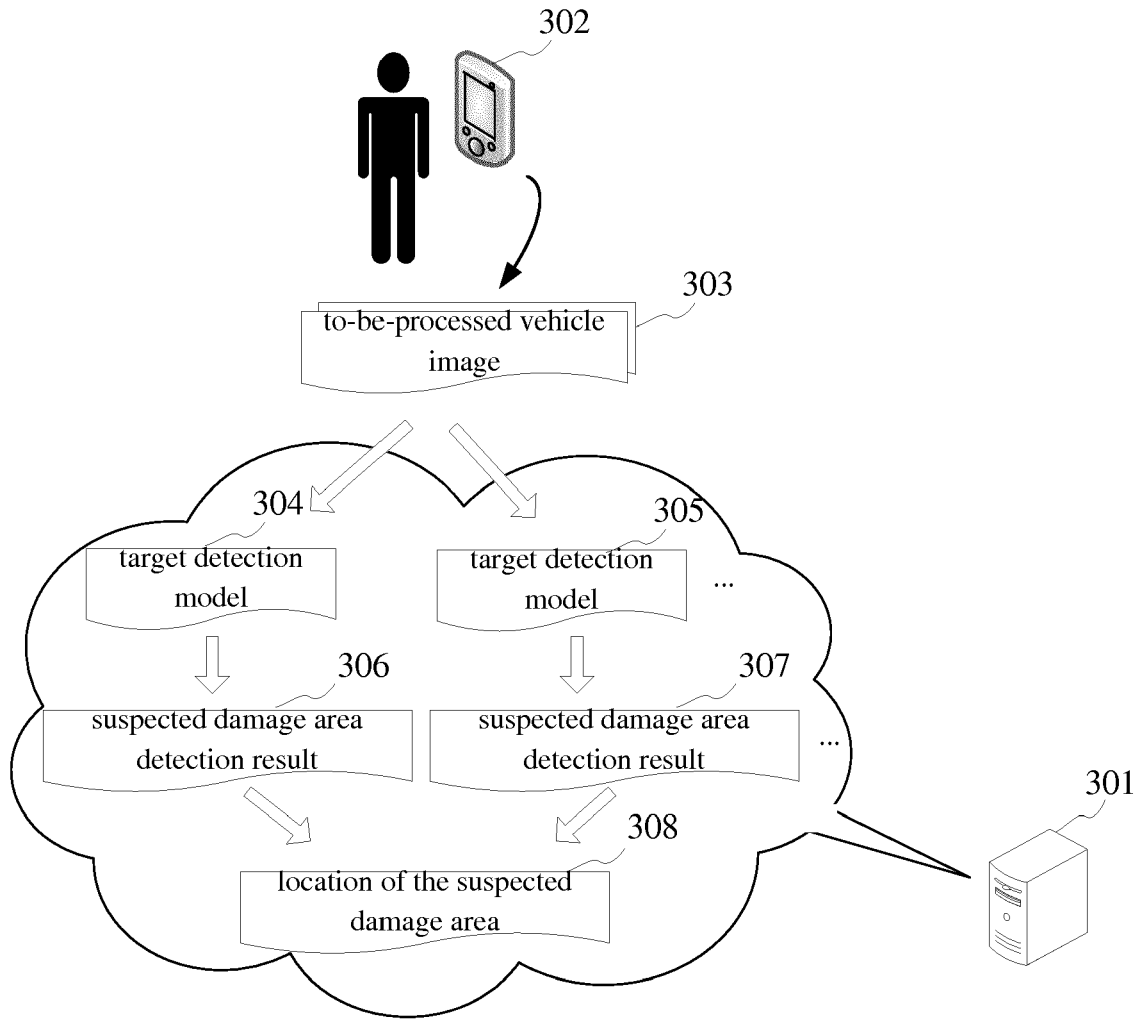 302
303
to-be-processed vehicle
image
304
305
target detection
model
target detection
model
...
306
307
suspected damage area
detection result
suspected damage area
detection result
...
301
308
location of the suspected
damage area